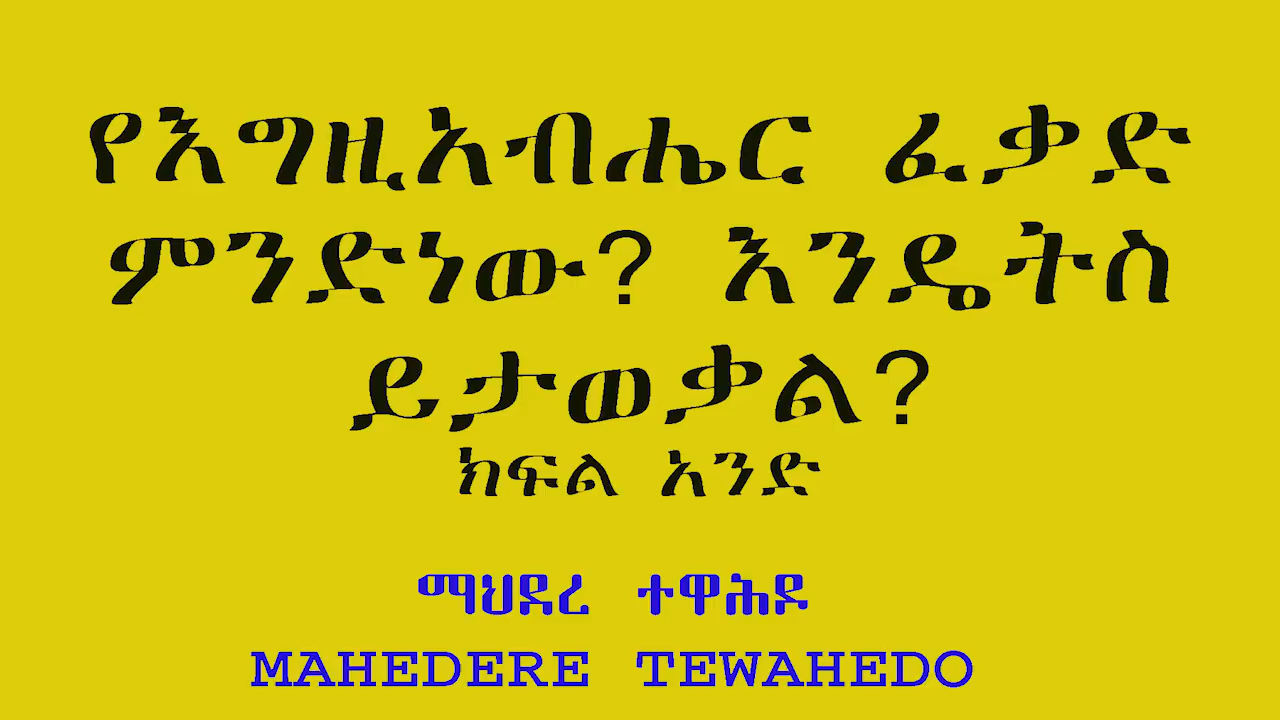 የእግዚአብሔር ፈቃድ
ምንድነው? እንዴትስ
ይታወቃል?
ክፍል አንድ
ማህደረ ተዋሕዶ
MAHEDERE TEWAHEDO